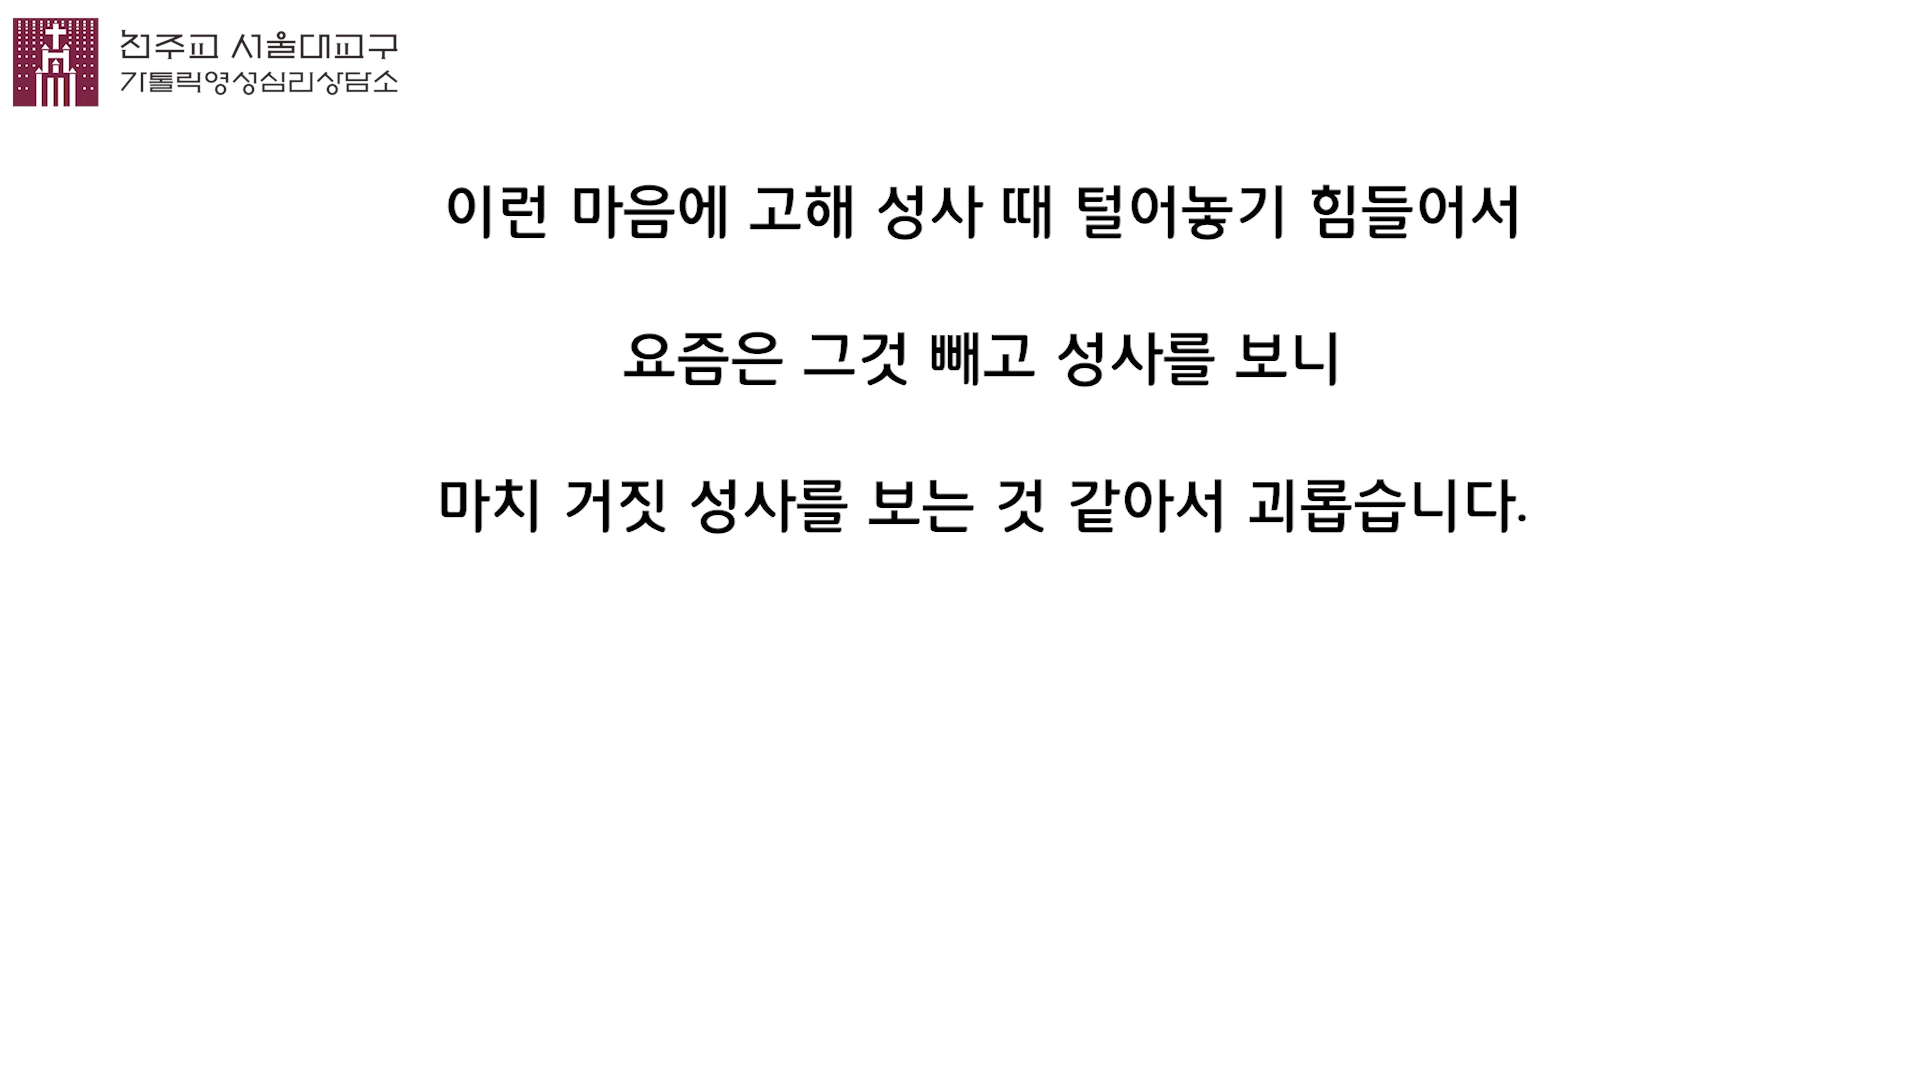 천주교 서울대교구
가톨릭영성심리상담소
이런 마음에 고해 성사 때 털어놓기 힘들어서
요즘은 그것 빼고 성사를 보니
마치 거짓 성사를 보는 것 같아서 괴롭습니다.